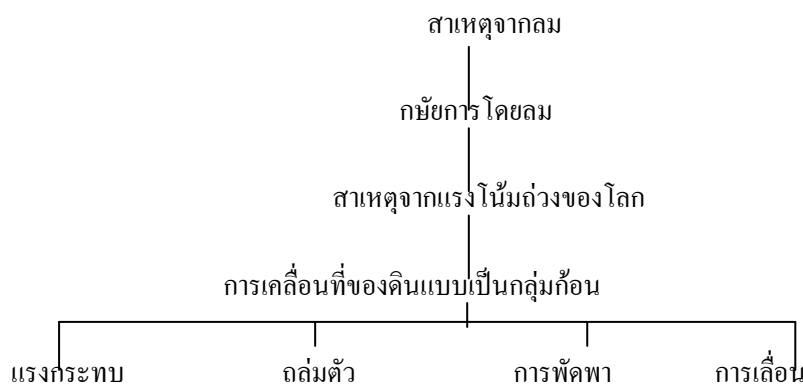 สาเหตุจากลม
กษัยการโดยลม
สาเหตุจากแรงโน้มถ่วงของโลก
การเคลื่อนที่ของดินแบบเป็นกลุ่มก้อน
แรงกระทบ ถล่มตัว การพัดพา การเลื่อน